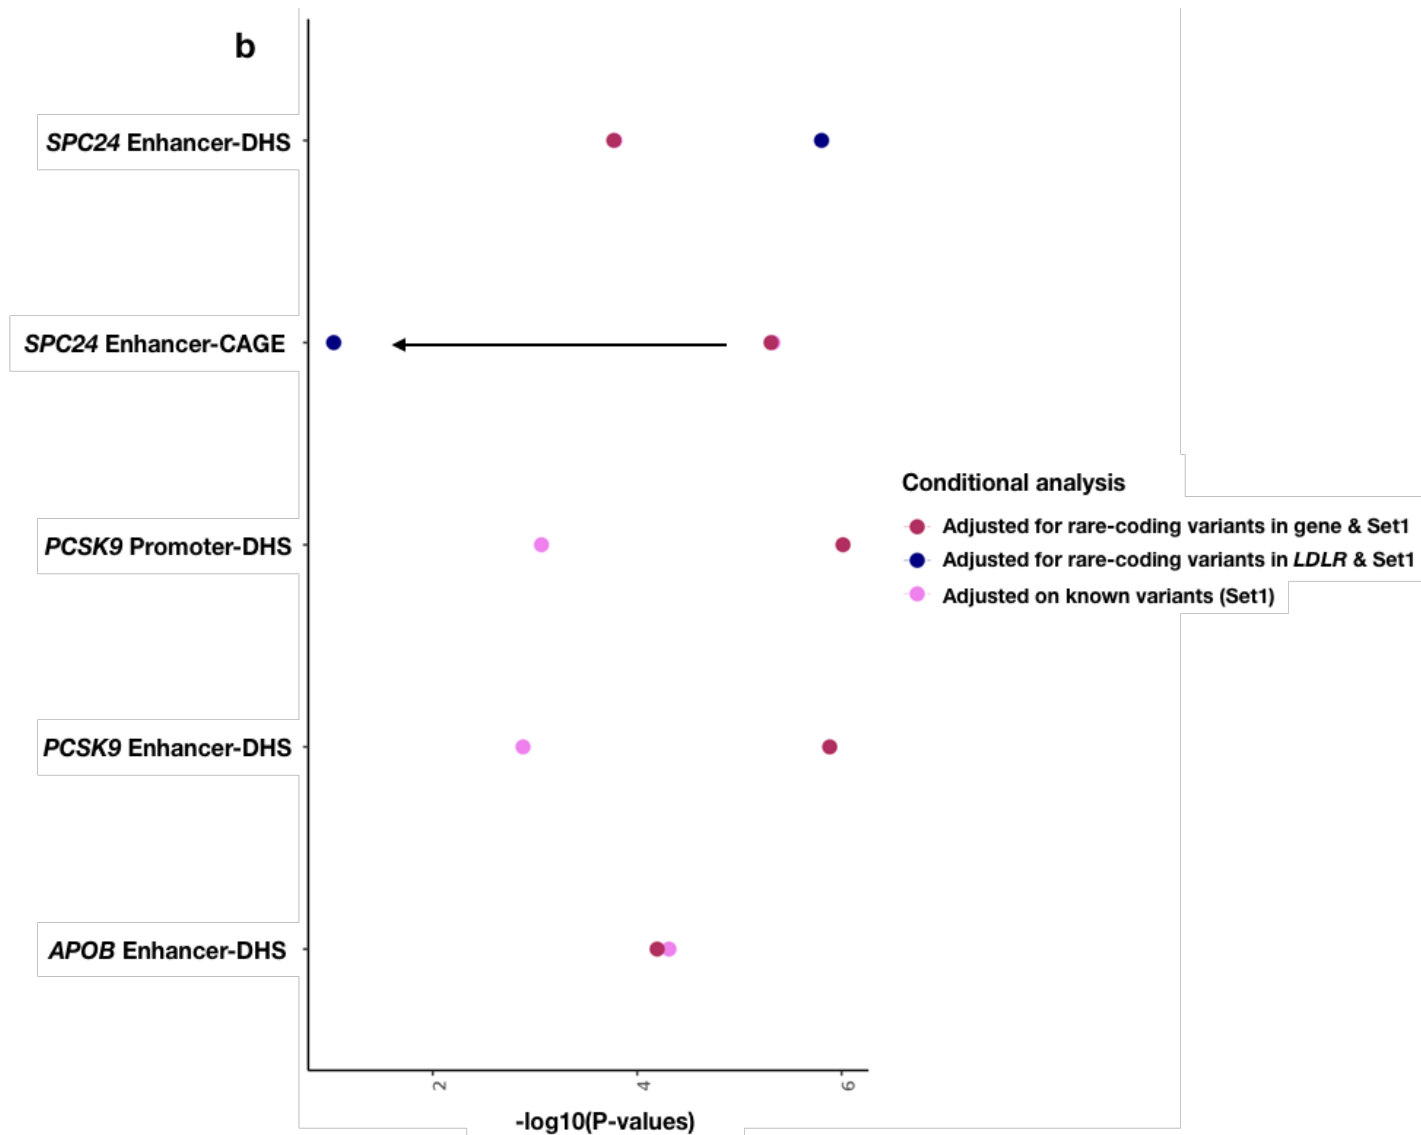 b
SPC24 Enhancer-DHS
SPC24 Enhancer-CAGE
PCSK9 Promoter-DHS
PCSK9 Enhancer-DHS
APOB Enhancer-DHS
Conditional analysis
Adjusted for rare-coding variants in gene & Set1
Adjusted for rare-coding variants in LDLR & Set1
Adjusted on known variants (Set1)
2 4 6
-log10(P-values)